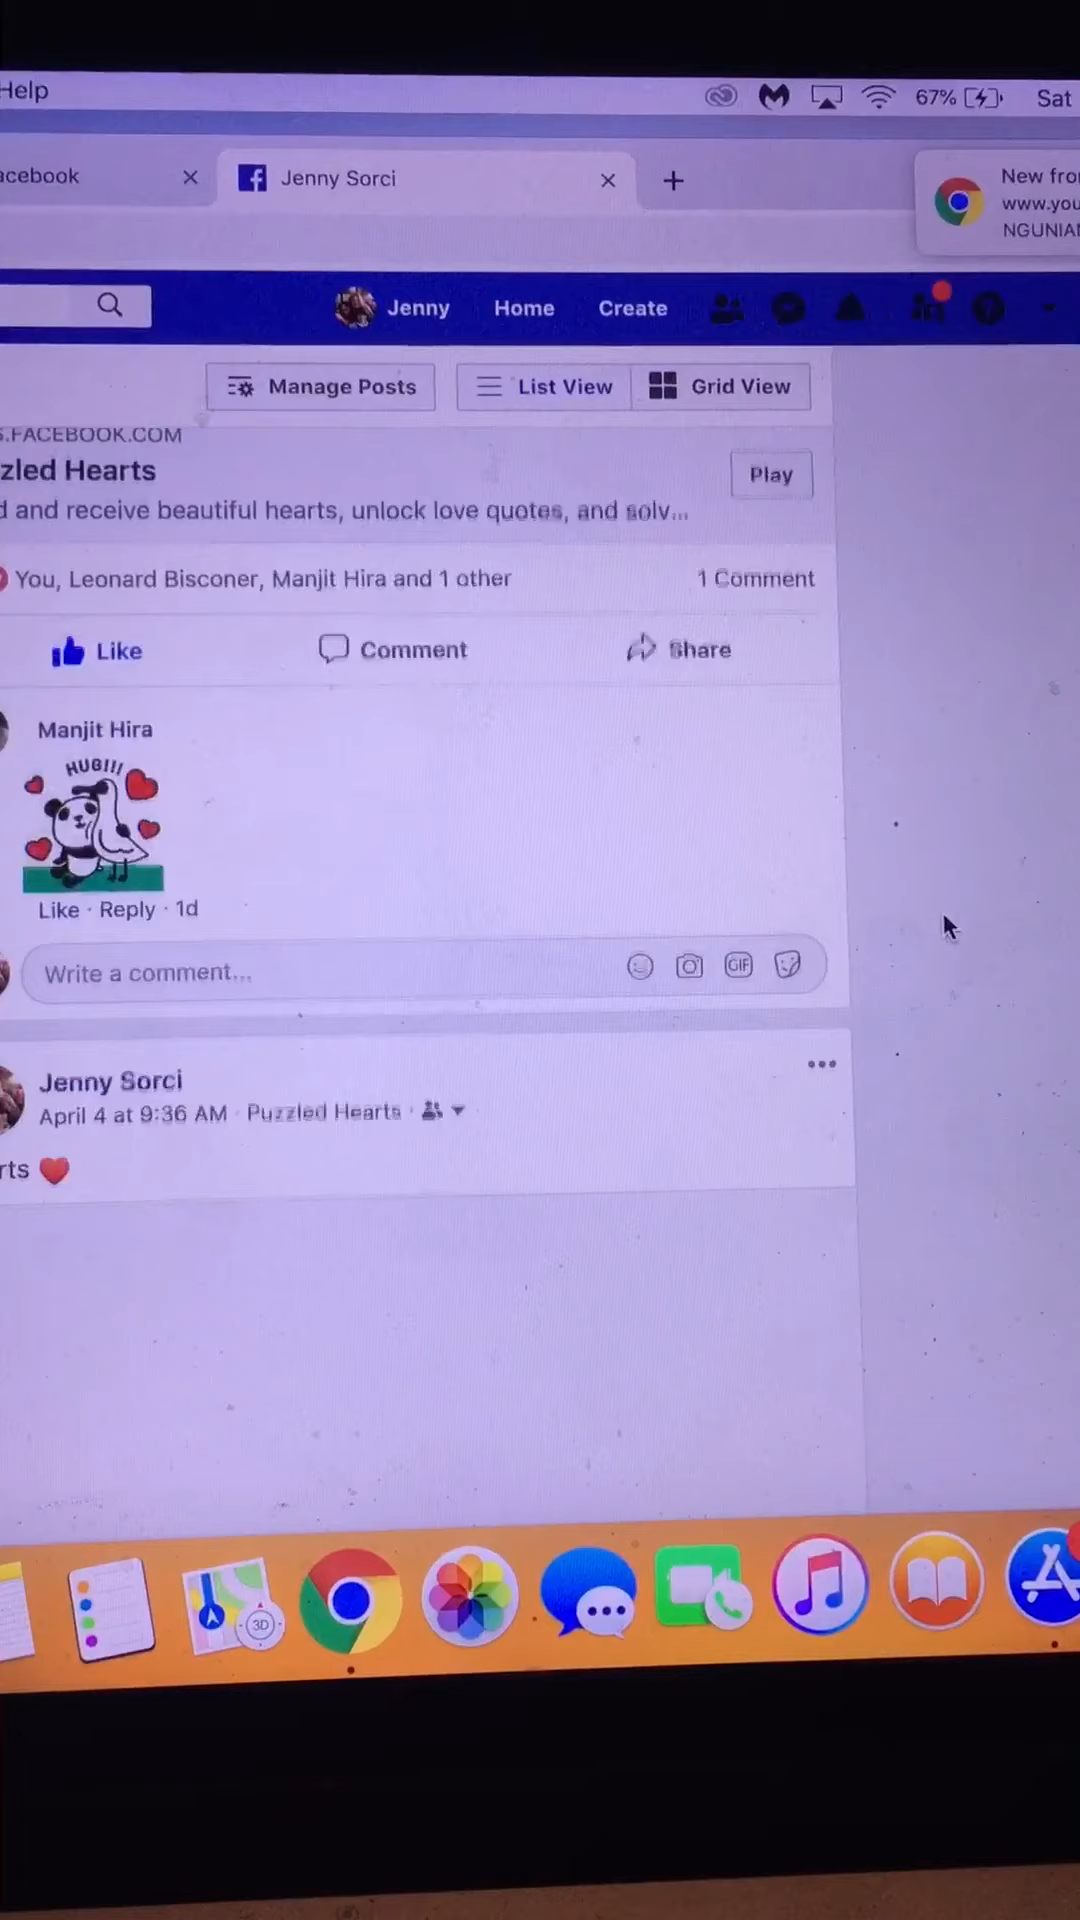 Help
67%
Sat
acebook
Jenny Sorci
New fro
www.you
NGUNIA
Jenny
Home
Create
Manage Posts
List View
Grid View
S.FACEBOOK.COM
zled Hearts
Play
d and receive beautiful hearts, unlock love quotes, and solv...
You, Leonard Bisconer, Manjit Hira and 1 other
1 Comment
Like
Comment
Share
Manjit Hira
HUG!!!
Like · Reply · 1d
Write a comment...
GIF
Jenny Sorci
April 4 at 9:36 AM · Puzzled Hearts ·
rts ❤️
3D